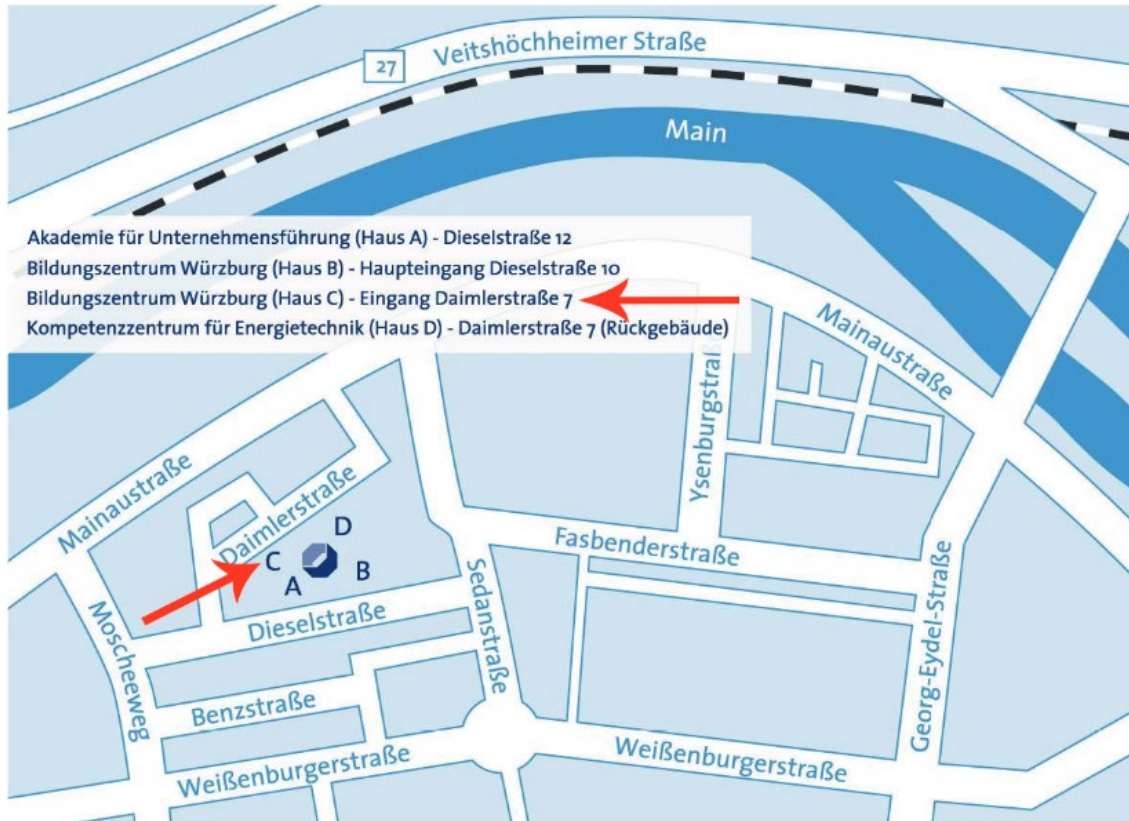 27
Veitshöchheimer Straße
Main
Akademie für Unternehmensführung (Haus A) - Dieselstraße 12
Bildungszentrum Würzburg (Haus B) - Haupteingang Dieselstraße 10
Bildungszentrum Würzburg (Haus C) - Eingang Daimlerstraße 7
Kompetenzzentrum für Energietechnik (Haus D) - Daimlerstraße 7 (Rückgebäude)
Mainaustraße
Ysenburgstraße
Mainaustraße
Daimlerstraße
D
C
A
B
Fasbenderstraße
Moscheeweg
Dieselstraße
Sedanstraße
Georg-Eydel-Straße
Benzstraße
Weißenburgerstraße
Weißenburgerstraße